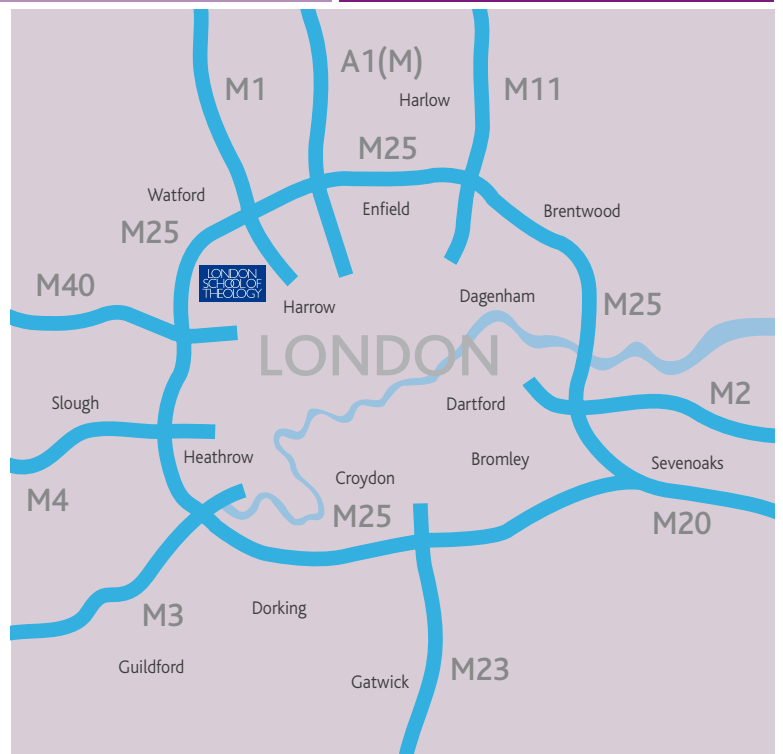 A1(M)
M1
M11
Harlow
M25
Watford
Enfield
Brentwood
M25
LONDON
SCHOOL OF
THEOLOGY
M40
Harrow
Dagenham
M25
LONDON
M2
Slough
Dartford
Heathrow
Bromley
Sevenoaks
Croydon
M4
M25
M20
M3
Dorking
Guildford
Gatwick
M23